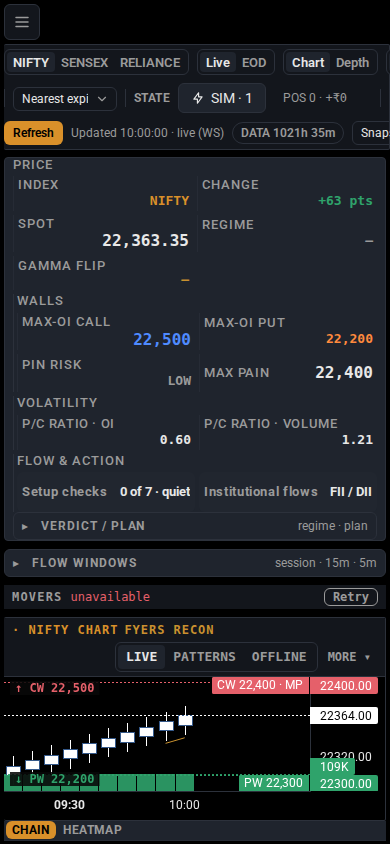 NIFTY SENSEX RELIANCE Live EOD Chart Depth
Nearest expi STATE SIM · 1 POS 0 · +₹0
Refresh Updated 10:00:00 · live (WS) DATA 1021h 35m Snap
PRICE
INDEX NIFTY CHANGE +63 pts
SPOT 22,363.35 REGIME —
GAMMA FLIP —
WALLS
MAX-OI CALL 22,500 MAX-OI PUT 22,200
PIN RISK LOW MAX PAIN 22,400
VOLATILITY
P/C RATIO · OI 0.60 P/C RATIO · VOLUME 1.21
FLOW & ACTION
Setup checks 0 of 7 · quiet Institutional flows FII / DII
▸ VERDICT / PLAN regime · plan
▸ FLOW WINDOWS session · 15m · 5m
MOVERS unavailable Retry
· NIFTY CHART FYERS RECON
LIVE PATTERNS OFFLINE MORE ▾
↑ CW 22,500 CW 22,400 · MP 22400.00
22364.00
22320.00
109K
↓ PW 22,200 PW 22,300 22300.00
09:30 10:00
CHAIN HEATMAP